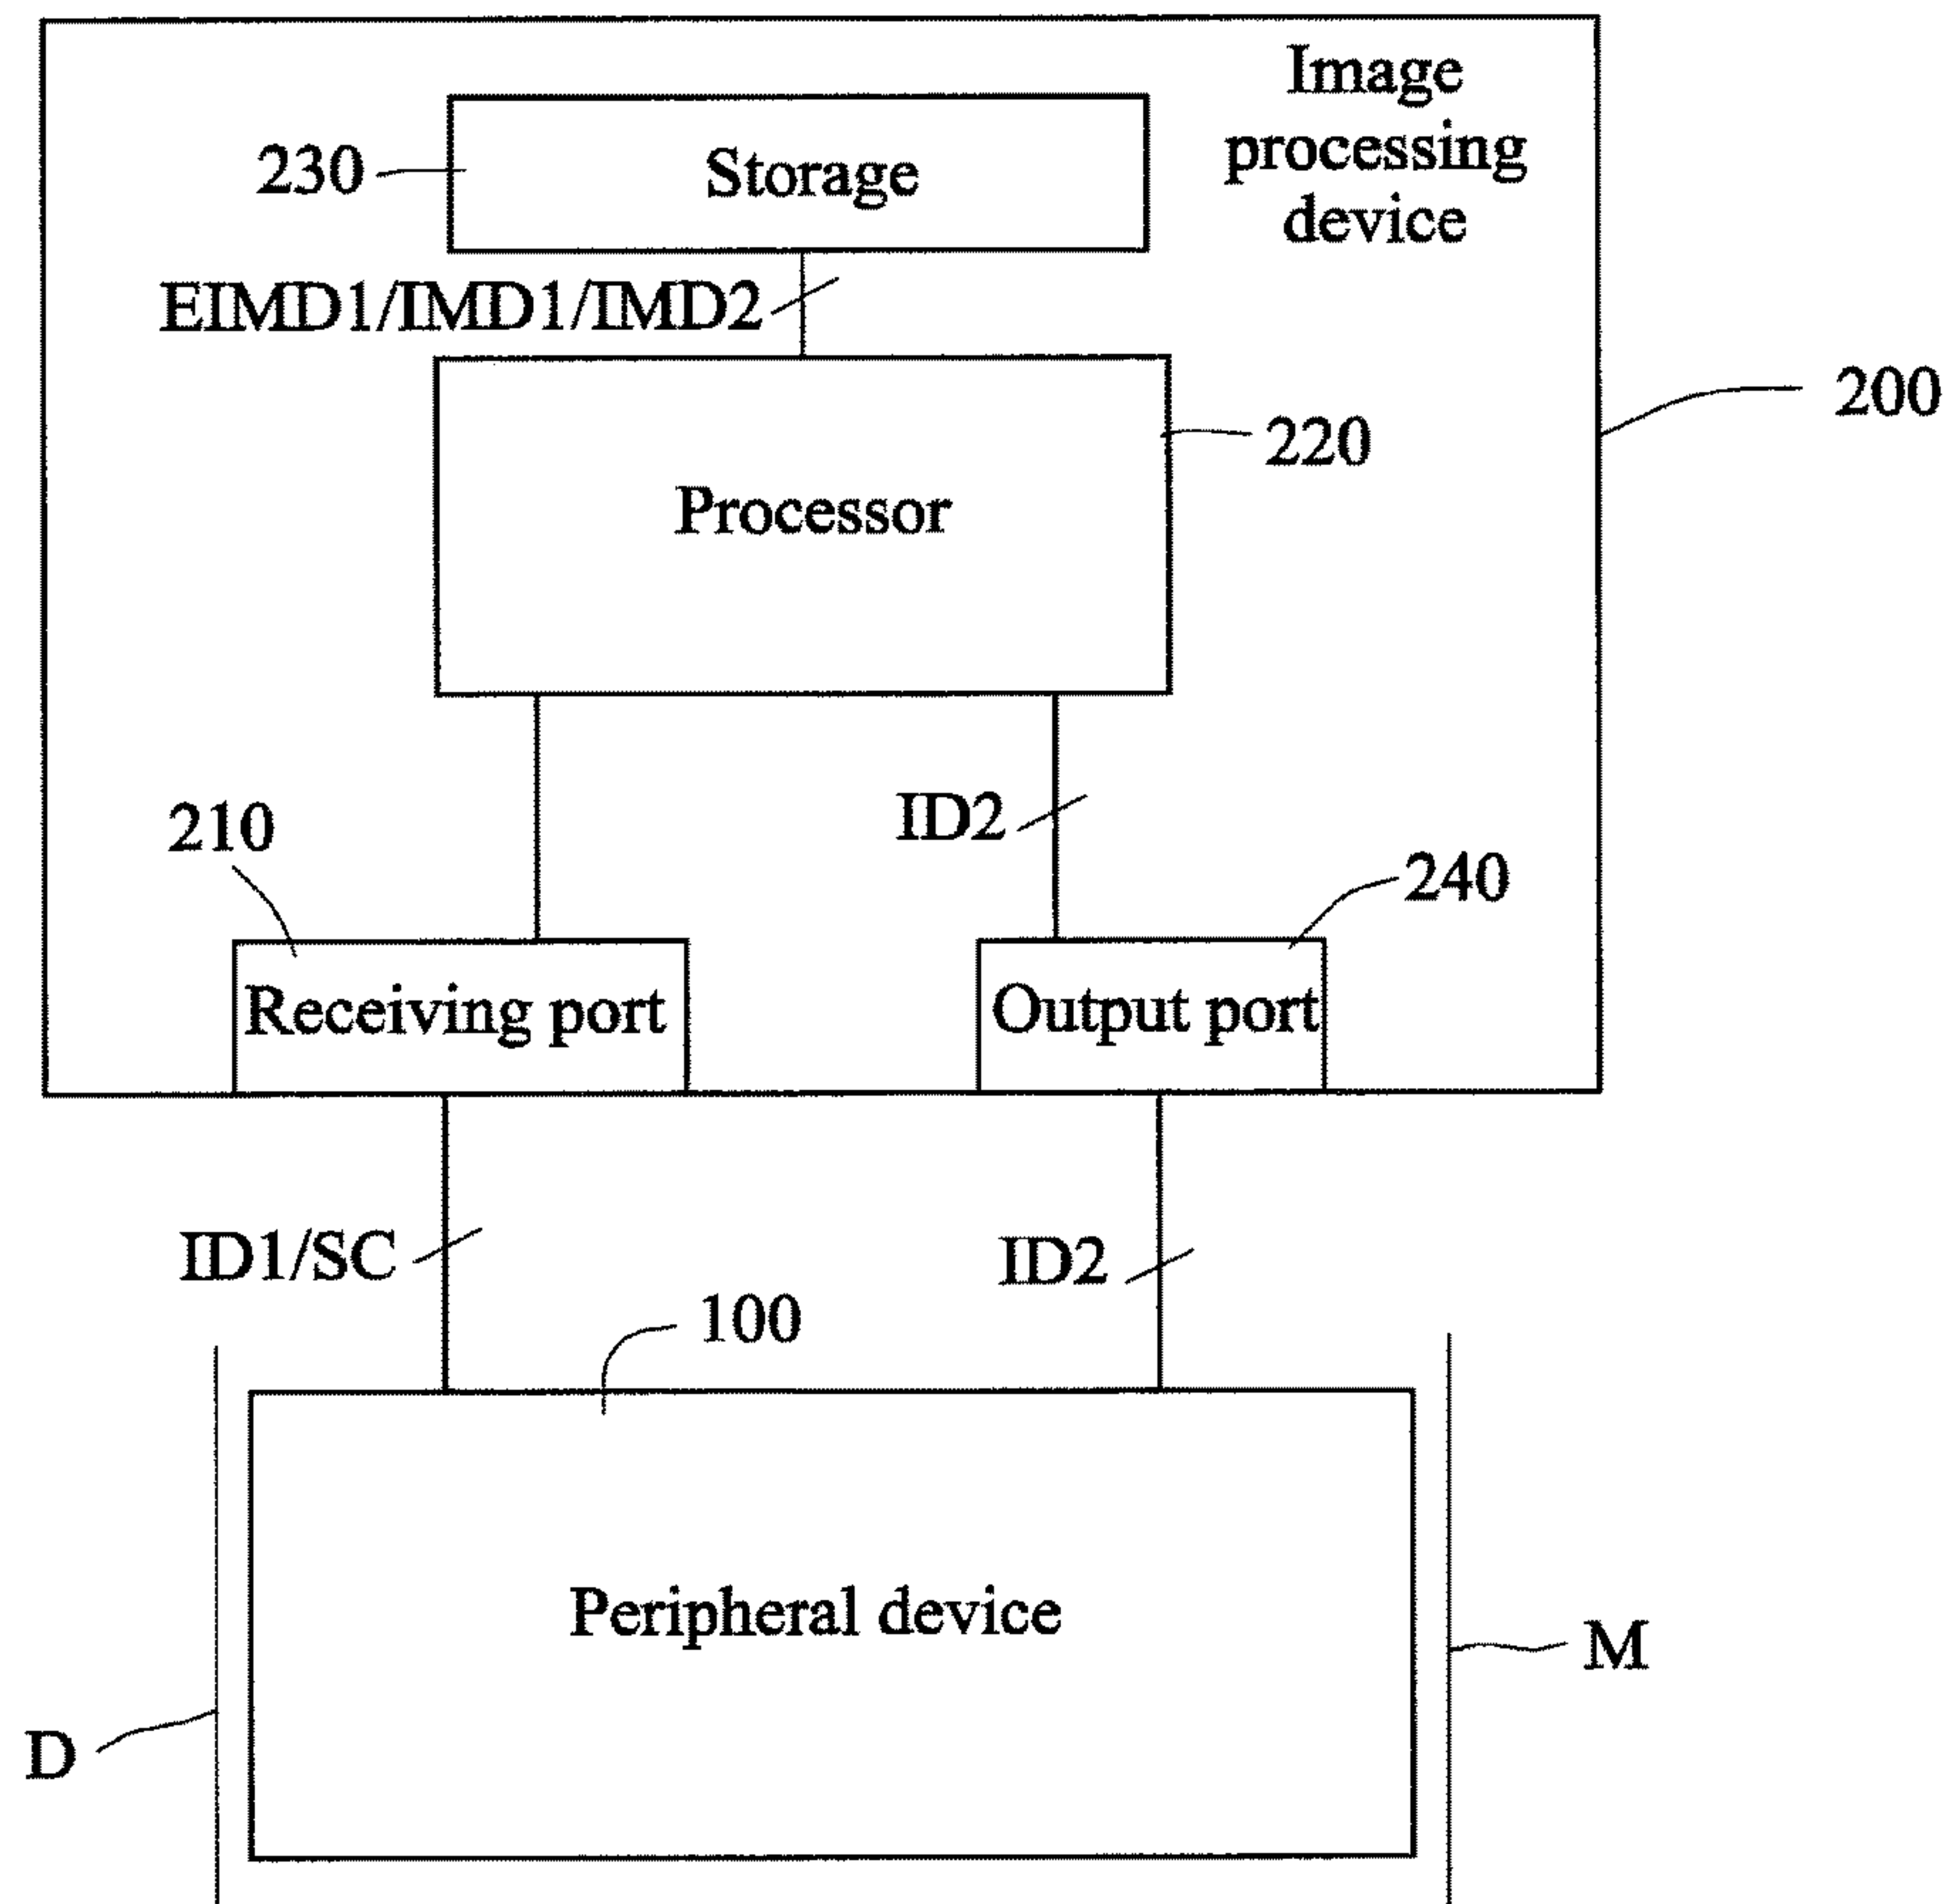 Image
processing
device
230
Storage
EIMD1/IMD1/IMD2
200
220
Processor
210
ID2
240
Receiving port
Output port
ID1/SC
ID2
100
Peripheral device
M
D